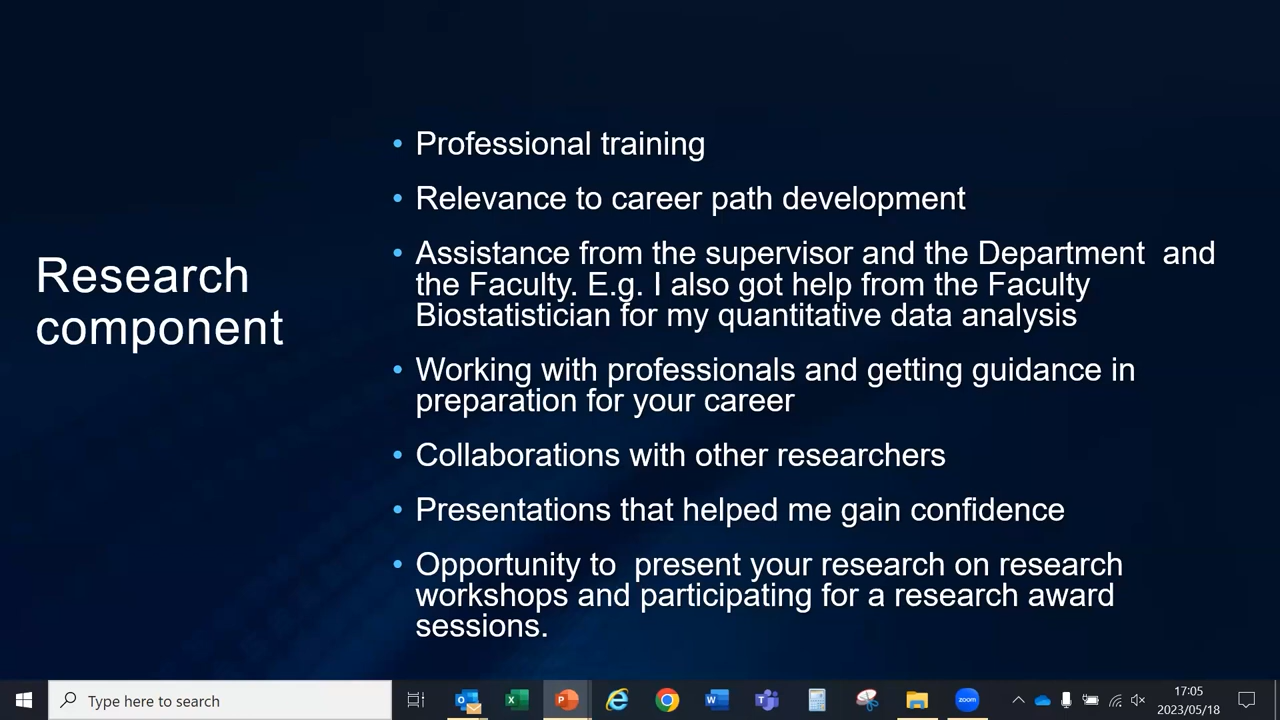 Research
component
• Professional training
• Relevance to career path development
• Assistance from the supervisor and the Department  and
the Faculty. E.g. I also got help from the Faculty
Biostatistician for my quantitative data analysis
• Working with professionals and getting guidance in
preparation for your career
• Collaborations with other researchers
• Presentations that helped me gain confidence
• Opportunity to  present your research on research
workshops and participating for a research award
sessions.
Type here to search
zoom
17:05
2023/05/18